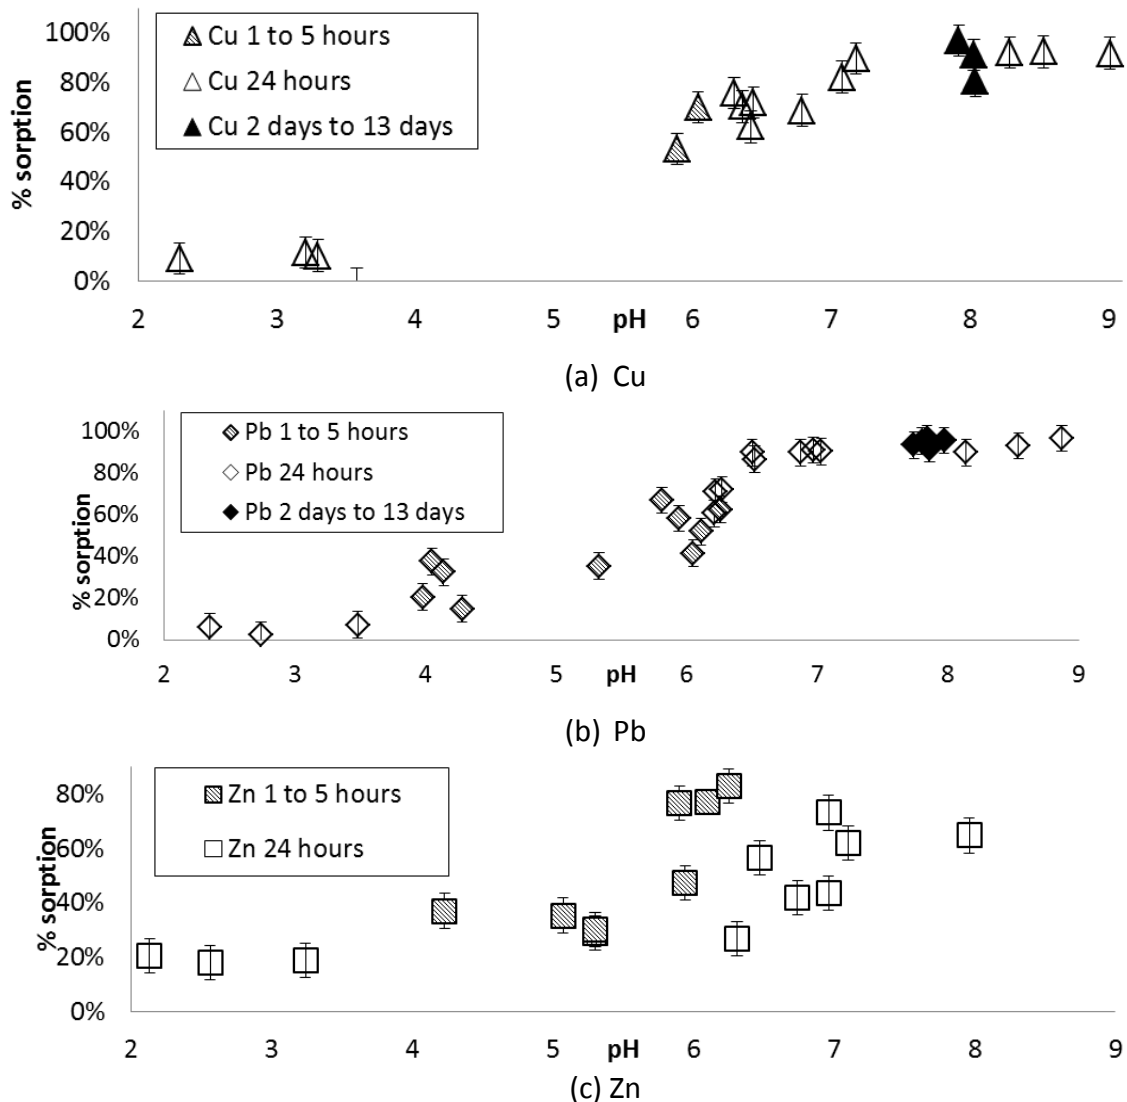 100%
80%
60%
40%
20%
0%
% sorption
Cu 1 to 5 hours
Cu 24 hours
Cu 2 days to 13 days
2 3 4 5 pH 6 7 8 9
(a) Cu
100%
80%
60%
40%
20%
0%
% sorption
Pb 1 to 5 hours
Pb 24 hours
Pb 2 days to 13 days
2 3 4 5 pH 6 7 8 9
(b) Pb
80%
60%
40%
20%
0%
% sorption
Zn 1 to 5 hours
Zn 24 hours
2 3 4 5 pH 6 7 8 9
(c) Zn